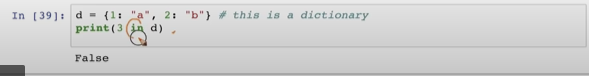 In [39]: d = {1: "a", 2: "b"} # this is a dictionary
print(3 in d)
False